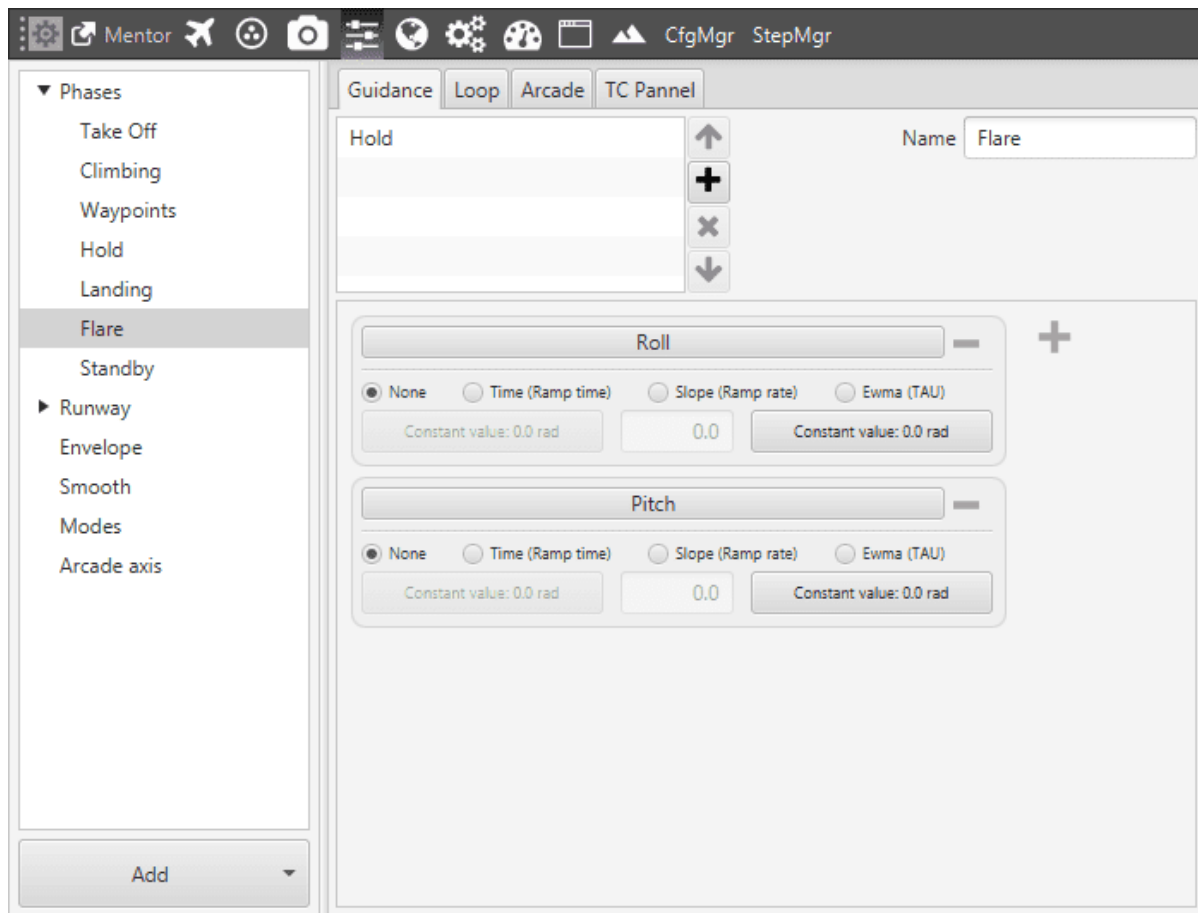 Mentor CfgMgr StepMgr
Phases
Take Off
Climbing
Waypoints
Hold
Landing
Flare
Standby
Runway
Envelope
Smooth
Modes
Arcade axis
Add
Guidance Loop Arcade TC Pannel
Hold
Name Flare
Roll
None Time (Ramp time) Slope (Ramp rate) Ewma (TAU)
Constant value: 0.0 rad 0.0 Constant value: 0.0 rad
Pitch
None Time (Ramp time) Slope (Ramp rate) Ewma (TAU)
Constant value: 0.0 rad 0.0 Constant value: 0.0 rad